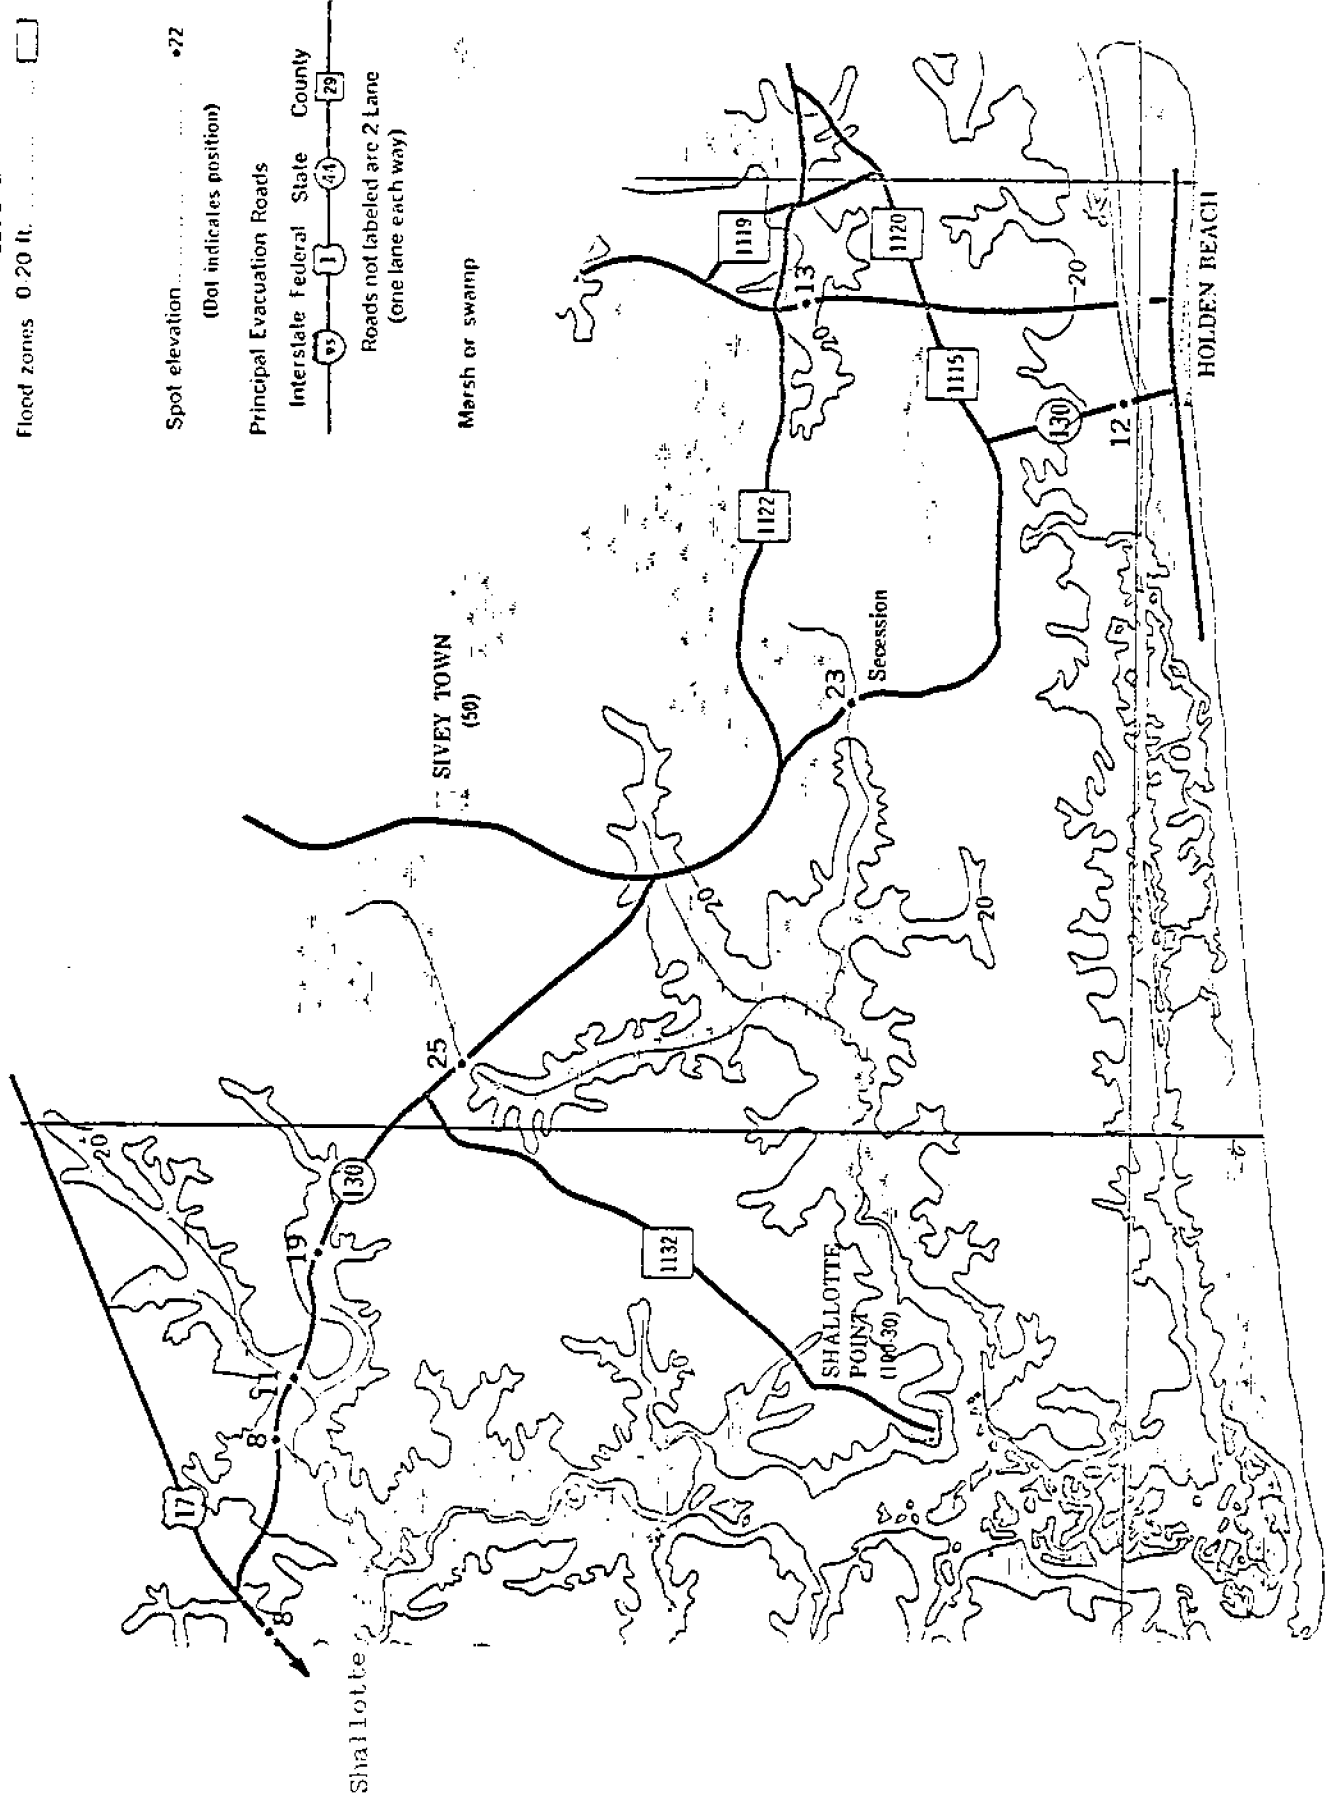 Flood zones 0-20 ft.
Spot elevation •22
(Dot indicates position)
Principal Evacuation Roads
Interstate Federal State County
95 1 44 29
Roads not labeled are 2 Lane
(one lane each way)
Marsh or swamp
SIVEY TOWN
(50)
1119
13
1120
20
20
1115
1122
130
12
HOLDEN BEACH
23
Secession
20
20
25
20
130
19
11
8
17
8
1132
20
SHALLOTTE
POINT
(100-30)
Shallotte